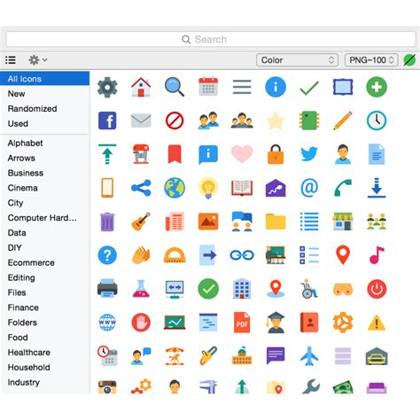 Search
Color
PNG~100
All Icons
New
Randomized
Used
Alphabet
Arrows
Business
Cinema
City
Computer Hard...
Data
DIY
Ecommerce
Editing
Files
Finance
Folders
Food
Healthcare
Household
Industry
WWW
PDF